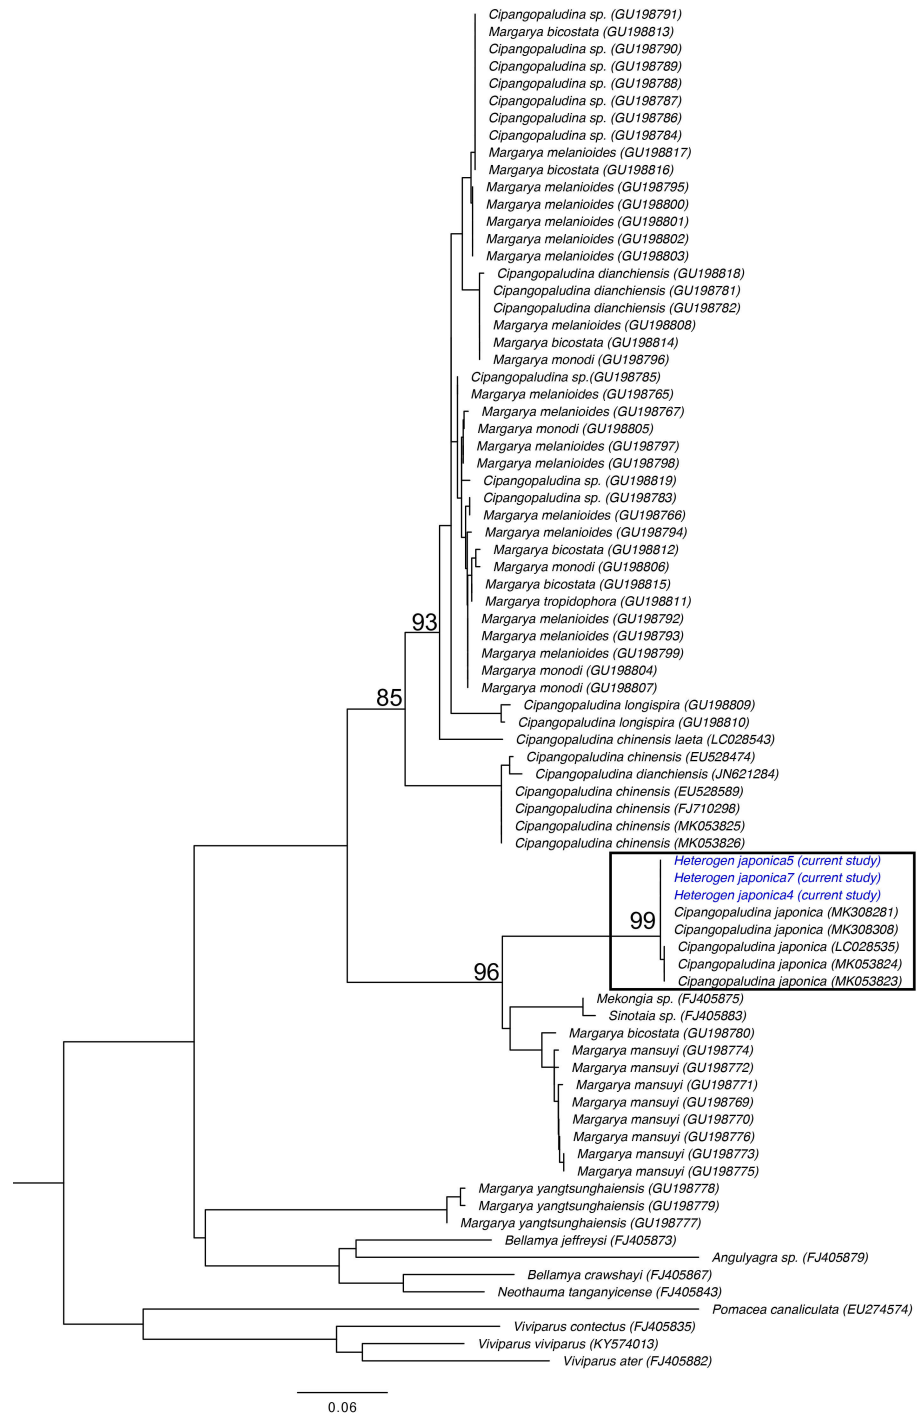 Cipangopaludina sp. (GU198791)
Margarya bicostata (GU198813)
Cipangopaludina sp. (GU198790)
Cipangopaludina sp. (GU198789)
Cipangopaludina sp. (GU198788)
Cipangopaludina sp. (GU198787)
Cipangopaludina sp. (GU198786)
Cipangopaludina sp. (GU198784)
Margarya melanioides (GU198817)
Margarya bicostata (GU198816)
Margarya melanioides (GU198795)
Margarya melanioides (GU198800)
Margarya melanioides (GU198801)
Margarya melanioides (GU198802)
Margarya melanioides (GU198803)
Cipangopaludina dianchiensis (GU198818)
Cipangopaludina dianchiensis (GU198781)
Cipangopaludina dianchiensis (GU198782)
Margarya melanioides (GU198808)
Margarya bicostata (GU198814)
Margarya monodi (GU198796)
Cipangopaludina sp.(GU198785)
Margarya melanioides (GU198765)
Margarya melanioides (GU198767)
Margarya monodi (GU198805)
Margarya melanioides (GU198797)
Margarya melanioides (GU198798)
Cipangopaludina sp. (GU198819)
Cipangopaludina sp. (GU198783)
Margarya melanioides (GU198766)
Margarya melanioides (GU198794)
Margarya bicostata (GU198812)
Margarya monodi (GU198806)
Margarya bicostata (GU198815)
Margarya tropidophora (GU198811)
Margarya melanioides (GU198792)
93
Margarya melanioides (GU198793)
Margarya melanioides (GU198799)
Margarya monodi (GU198804)
Margarya monodi (GU198807)
85
Cipangopaludina longispira (GU198809)
Cipangopaludina longispira (GU198810)
Cipangopaludina chinensis laeta (LC028543)
Cipangopaludina chinensis (EU528474)
Cipangopaludina dianchiensis (JN621284)
Cipangopaludina chinensis (EU528589)
Cipangopaludina chinensis (FJ710298)
Cipangopaludina chinensis (MK053825)
Cipangopaludina chinensis (MK053826)
Heterogen japonica5 (current study)
Heterogen japonica7 (current study)
Heterogen japonica4 (current study)
Cipangopaludina japonica (MK308281)
99
Cipangopaludina japonica (MK308308)
Cipangopaludina japonica (LC028535)
Cipangopaludina japonica (MK053824)
96
Cipangopaludina japonica (MK053823)
Mekongia sp. (FJ405875)
Sinotaia sp. (FJ405883)
Margarya bicostata (GU198780)
Margarya mansuyi (GU198774)
Margarya mansuyi (GU198772)
Margarya mansuyi (GU198771)
Margarya mansuyi (GU198769)
Margarya mansuyi (GU198770)
Margarya mansuyi (GU198776)
Margarya mansuyi (GU198773)
Margarya mansuyi (GU198775)
Margarya yangtsunghaiensis (GU198778)
Margarya yangtsunghaiensis (GU198779)
Margarya yangtsunghaiensis (GU198777)
Bellamya jeffreysi (FJ405873)
Angulyagra sp. (FJ405879)
Bellamya crawshayi (FJ405867)
Neothauma tanganyicense (FJ405843)
Pomacea canaliculata (EU274574)
Viviparus contectus (FJ405835)
Viviparus viviparus (KY574013)
Viviparus ater (FJ405882)
0.06